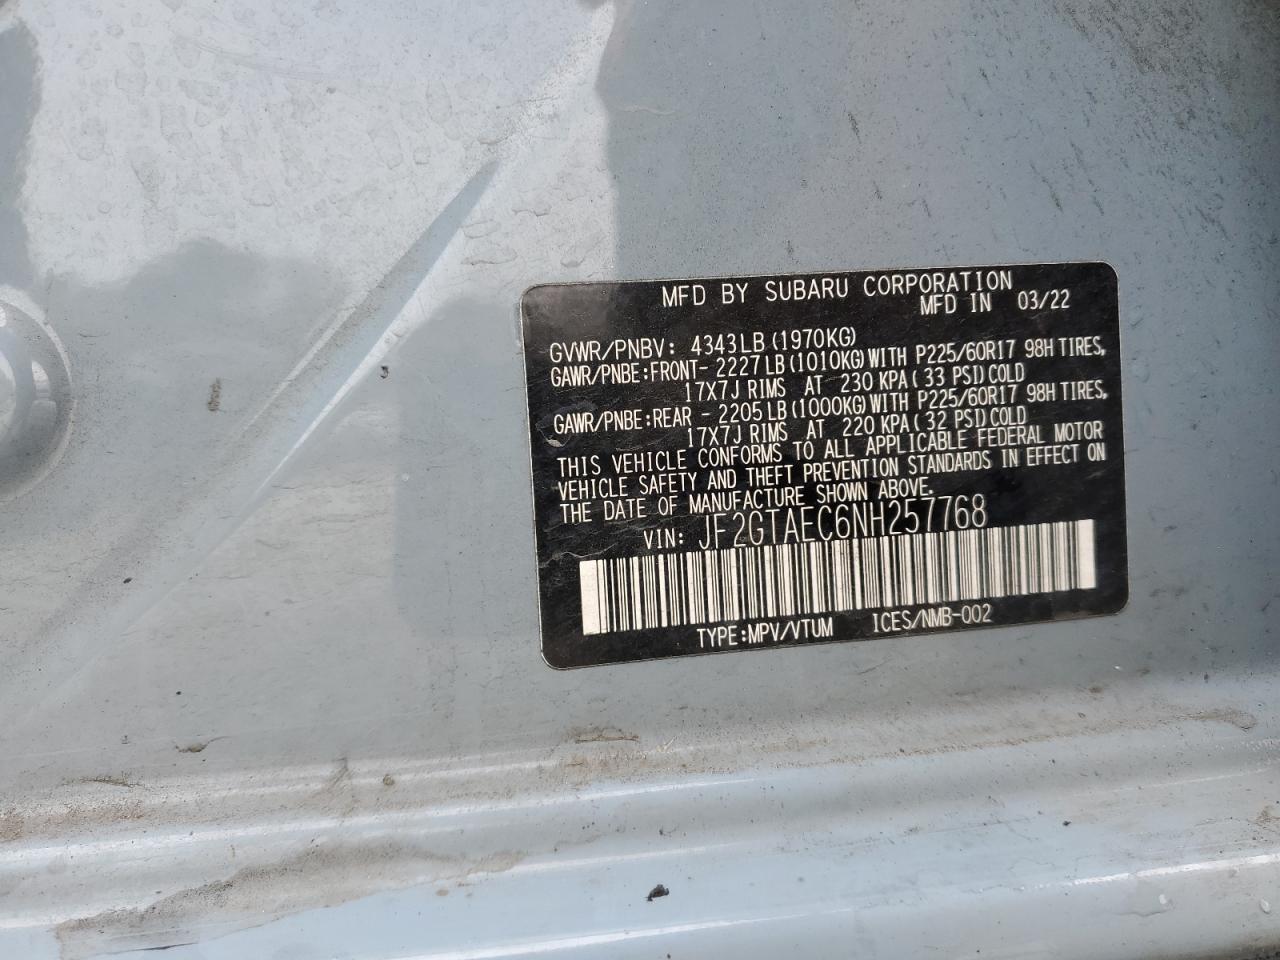 MFD BY SUBARU CORPORATION
MFD IN 03/22
GVWR/PNBV: 4343LB(1970KG)
GAWR/PNBE:FRONT-2227LB(1010KG)WITH P225/60R17 98H TIRES,
17X7J RIMS AT 230 KPA(33 PSI)COLD
GAWR/PNBE:REAR -2205LB(1000KG)WITH P225/60R17 98H TIRES,
17X7J RIMS AT 220 KPA(32 PSI)COLD
THIS VEHICLE CONFORMS TO ALL APPLICABLE FEDERAL MOTOR
VEHICLE SAFETY AND THEFT PREVENTION STANDARDS IN EFFECT ON
THE DATE OF MANUFACTURE SHOWN ABOVE.
VIN: JF2GTAEC6NH257768
TYPE:MPV/VTUM ICES/NMB-002